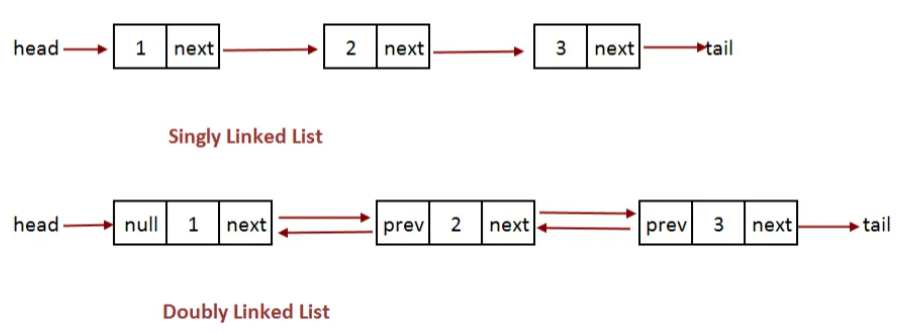 head 1 next 2 next 3 next tail
Singly Linked List
head null 1 next prev 2 next prev 3 next tail
Doubly Linked List